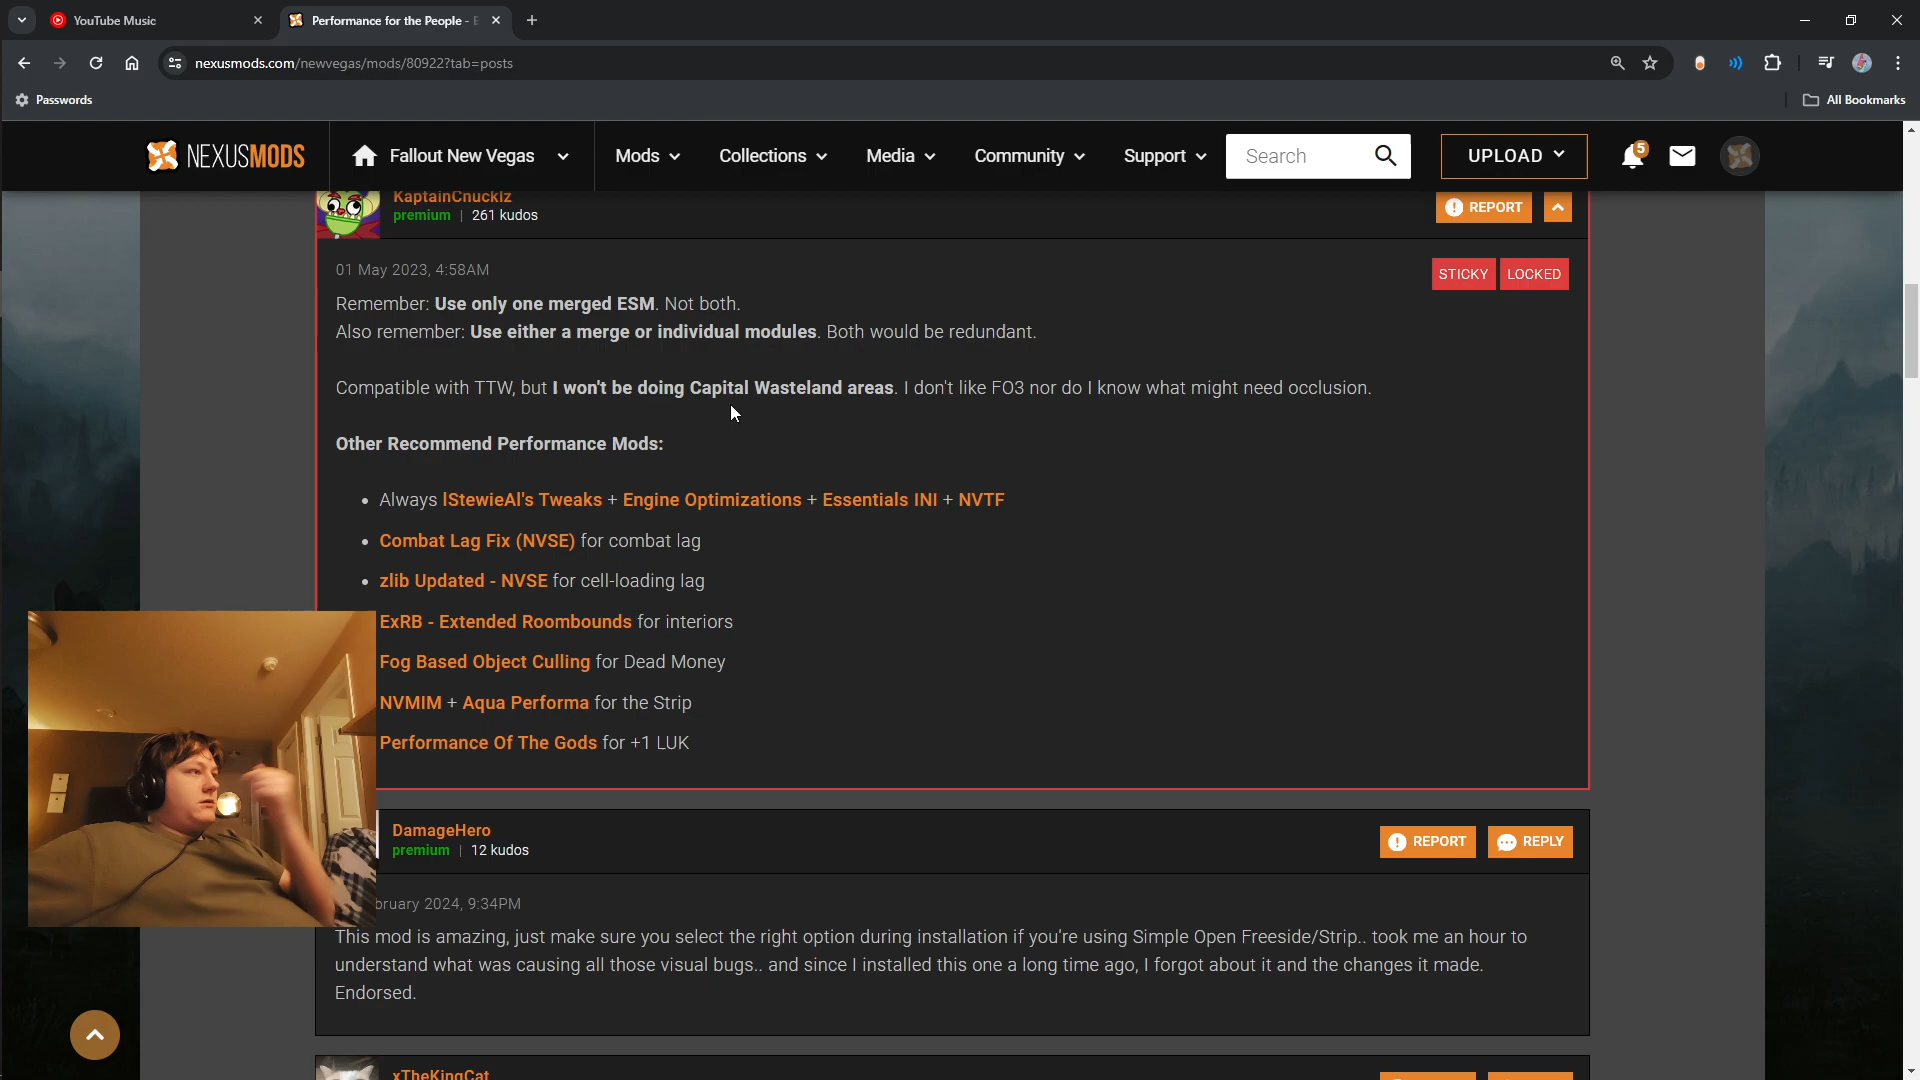 YouTube Music
Performance for the People -
nexusmods.com/newvegas/mods/80922?tab=posts
Passwords
All Bookmarks
NEXUSMODS
Fallout New Vegas
Mods
Collections
Media
Community
Support
Search
UPLOAD
5
KaptainCnucklz
premium | 261 kudos
REPORT
01 May 2023, 4:58AM
STICKY LOCKED
Remember: Use only one merged ESM. Not both.
Also remember: Use either a merge or individual modules. Both would be redundant.
Compatible with TTW, but I won't be doing Capital Wasteland areas. I don't like FO3 nor do I know what might need occlusion.
Other Recommend Performance Mods:
• Always lStewieAl's Tweaks + Engine Optimizations + Essentials INI + NVTF
• Combat Lag Fix (NVSE) for combat lag
• zlib Updated - NVSE for cell-loading lag
ExRB - Extended Roombounds for interiors
Fog Based Object Culling for Dead Money
NVMIM + Aqua Performa for the Strip
Performance Of The Gods for +1 LUK
DamageHero
premium | 12 kudos
REPORT
REPLY
bruary 2024, 9:34PM
This mod is amazing, just make sure you select the right option during installation if you're using Simple Open Freeside/Strip.. took me an hour to
understand what was causing all those visual bugs.. and since I installed this one a long time ago, I forgot about it and the changes it made.
Endorsed.
xTheKingCat